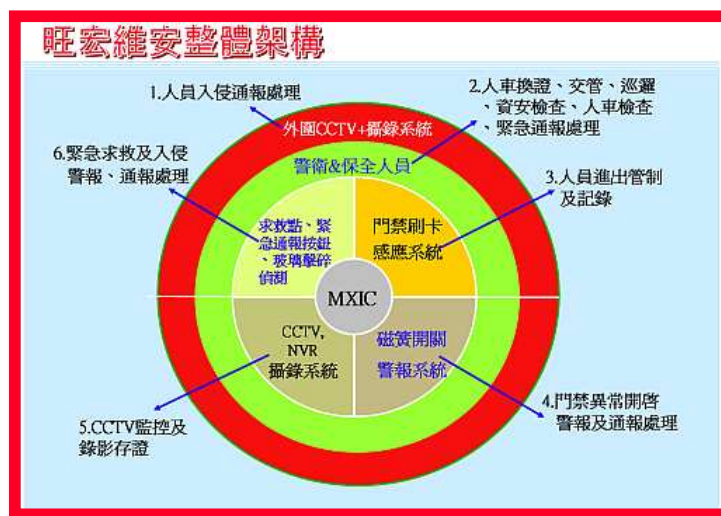 旺宏維安整體架構
1.人員入侵通報處理
2.人車換證、交管、巡邏
、資安檢查、人車檢查
、緊急通報處理
外圍CCTV+攝錄系統
警衛&保全人員
6.緊急求救及入侵
警報、通報處理
3.人員進出管制
及記錄
求救點、緊
急通報按鈕
、玻璃擊碎
偵測
門禁刷卡
感應系統
MXIC
CCTV,
NVR
攝錄系統
磁簧開關
警報系統
4.門禁異常開啓
警報及通報處理
5.CCTV監控及
錄影存證